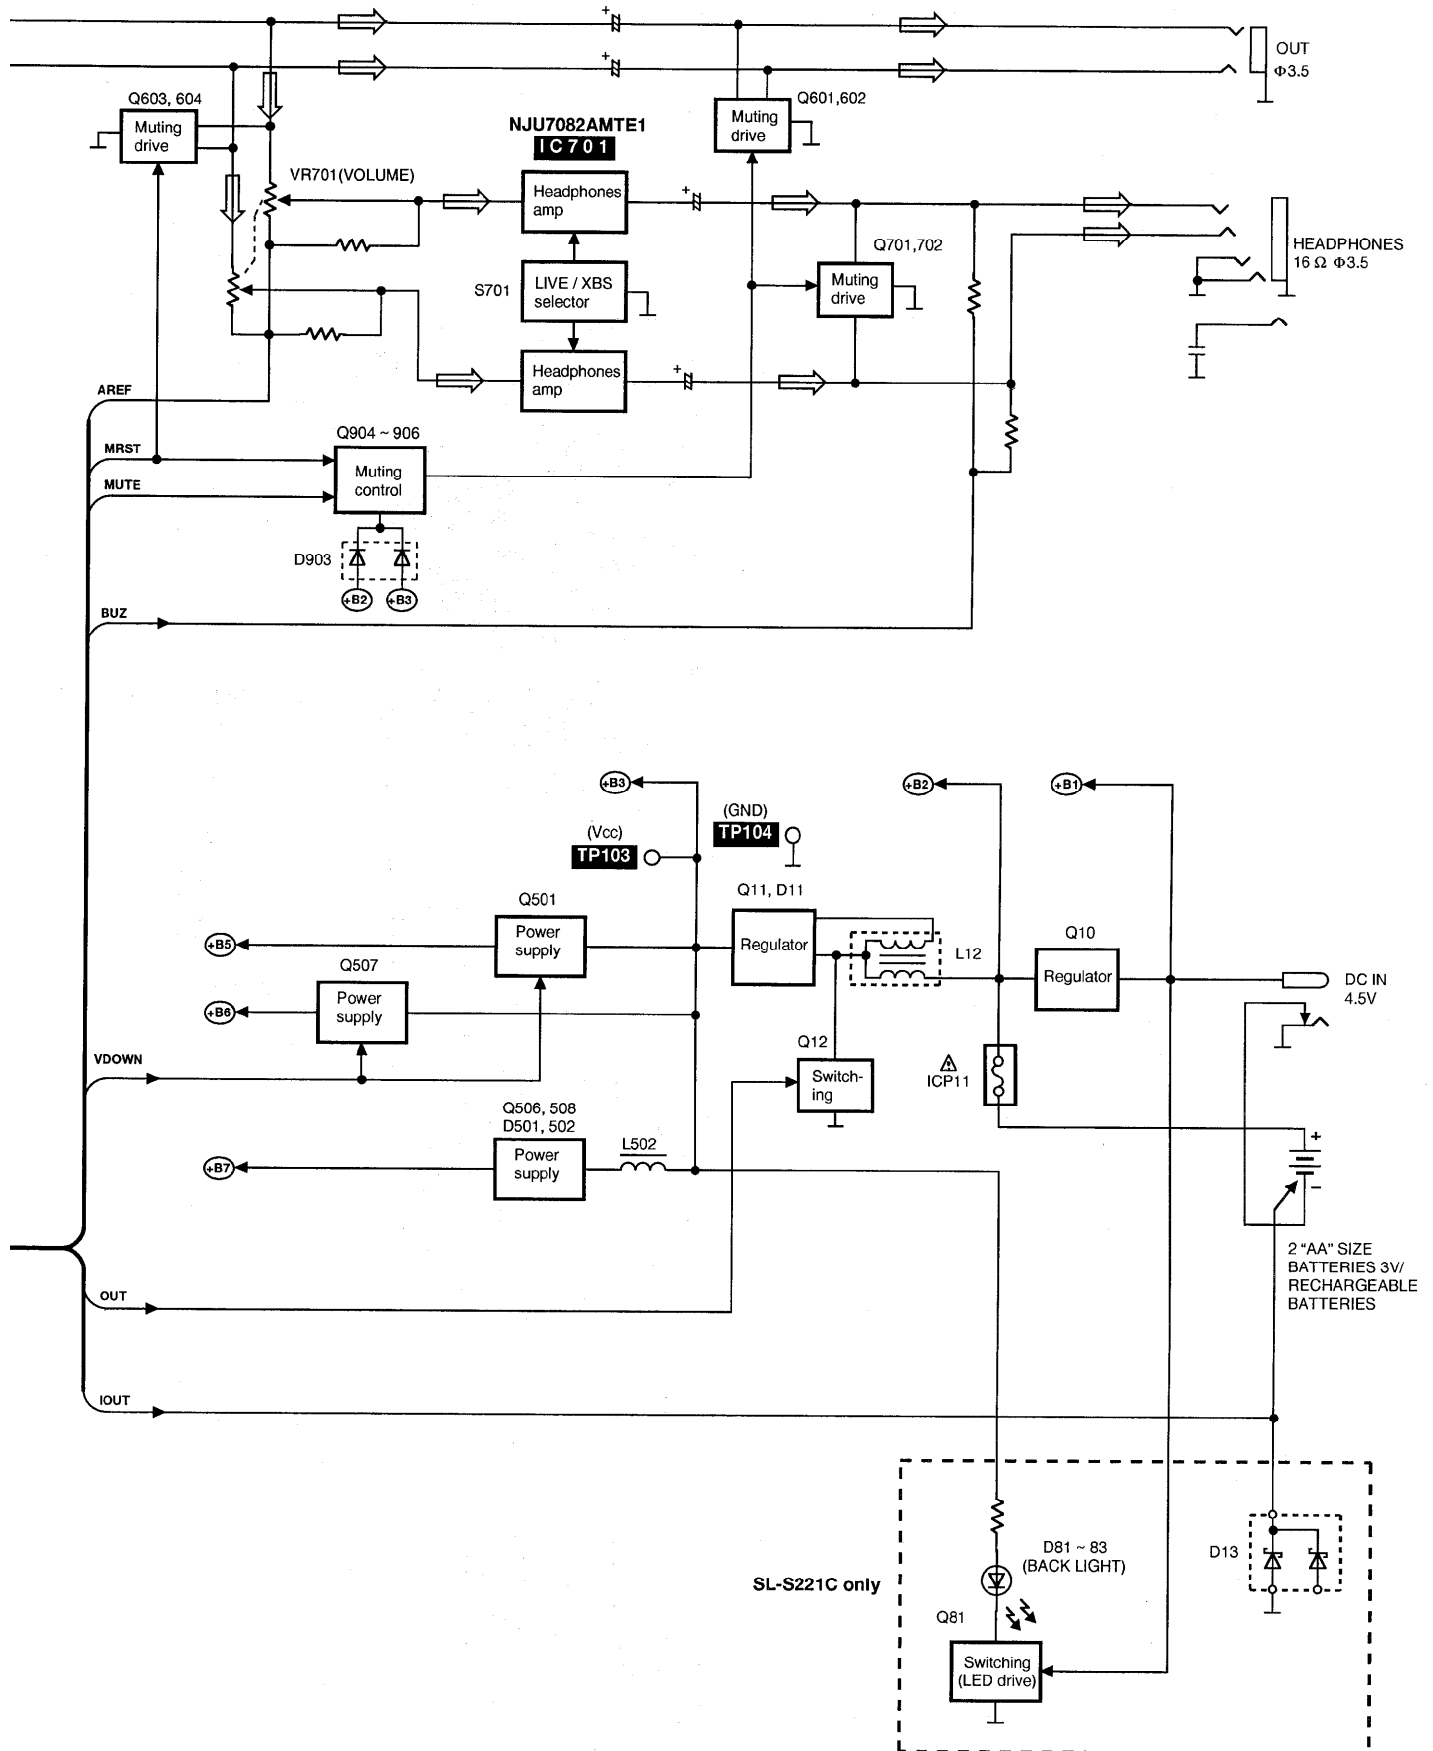 +
+
OUT
Φ3.5
Q603, 604
Muting
drive
Q601,602
Muting
drive
NJU7082AMTE1
IC701
VR701(VOLUME)
Headphones
amp
+
Q701,702
Muting
drive
HEADPHONES
16 Ω Φ3.5
S701
LIVE / XBS
selector
Headphones
amp
+
AREF
MRST
MUTE
Q904 ~ 906
Muting
control
D903
+B2
+B3
BUZ
+B3
+B2
+B1
(Vcc)
TP103
(GND)
TP104
Q11, D11
Regulator
L12
Q10
Regulator
DC IN
4.5V
Q501
Power
supply
+B5
Q507
Power
supply
+B6
Q12
Switch-
ing
ICP11
VDOWN
Q506, 508
D501, 502
Power
supply
L502
+B7
+
–
2 "AA" SIZE
BATTERIES 3V/
RECHARGEABLE
BATTERIES
OUT
IOUT
SL-S221C only
D81 ~ 83
(BACK LIGHT)
D13
Q81
Switching
(LED drive)